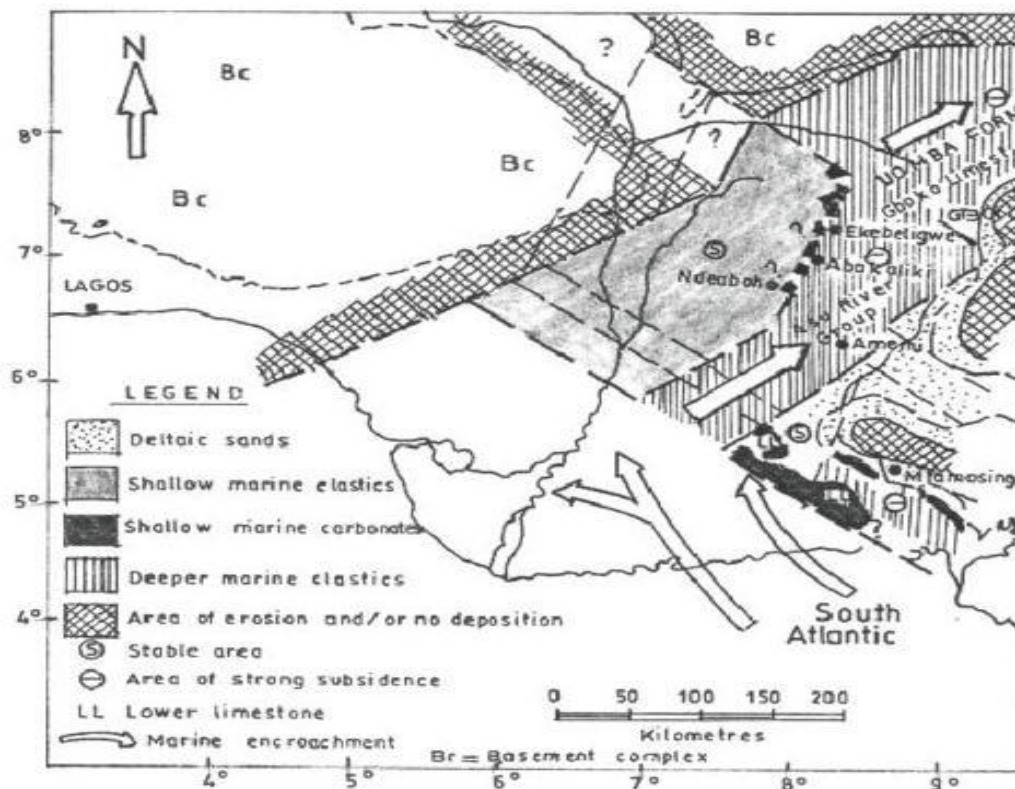 N
?
Bc
Bc
Bc
Bc
?
8°
7°
6°
5°
4°
LAGOS
Ekebeligwe
Abakaliki
Ndeaboh
River
Group
S
S
South
Atlantic
LEGEND
Deltaic sands
Shallow marine clastics
Shallow marine carbonates
Deeper marine clastics
Area of erosion and/or no deposition
S Stable area
Area of strong subsidence
LL Lower limestone
Marine encroachment
Br = Basement complex
0 50 100 150 200
Kilometres
4° 5° 6° 7° 8° 9°